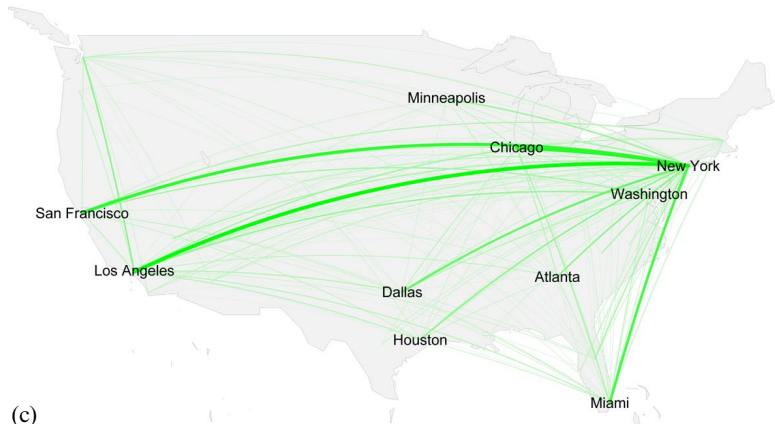 Minneapolis
Chicago
New York
Washington
San Francisco
Los Angeles
Atlanta
Dallas
Houston
Miami
(c)